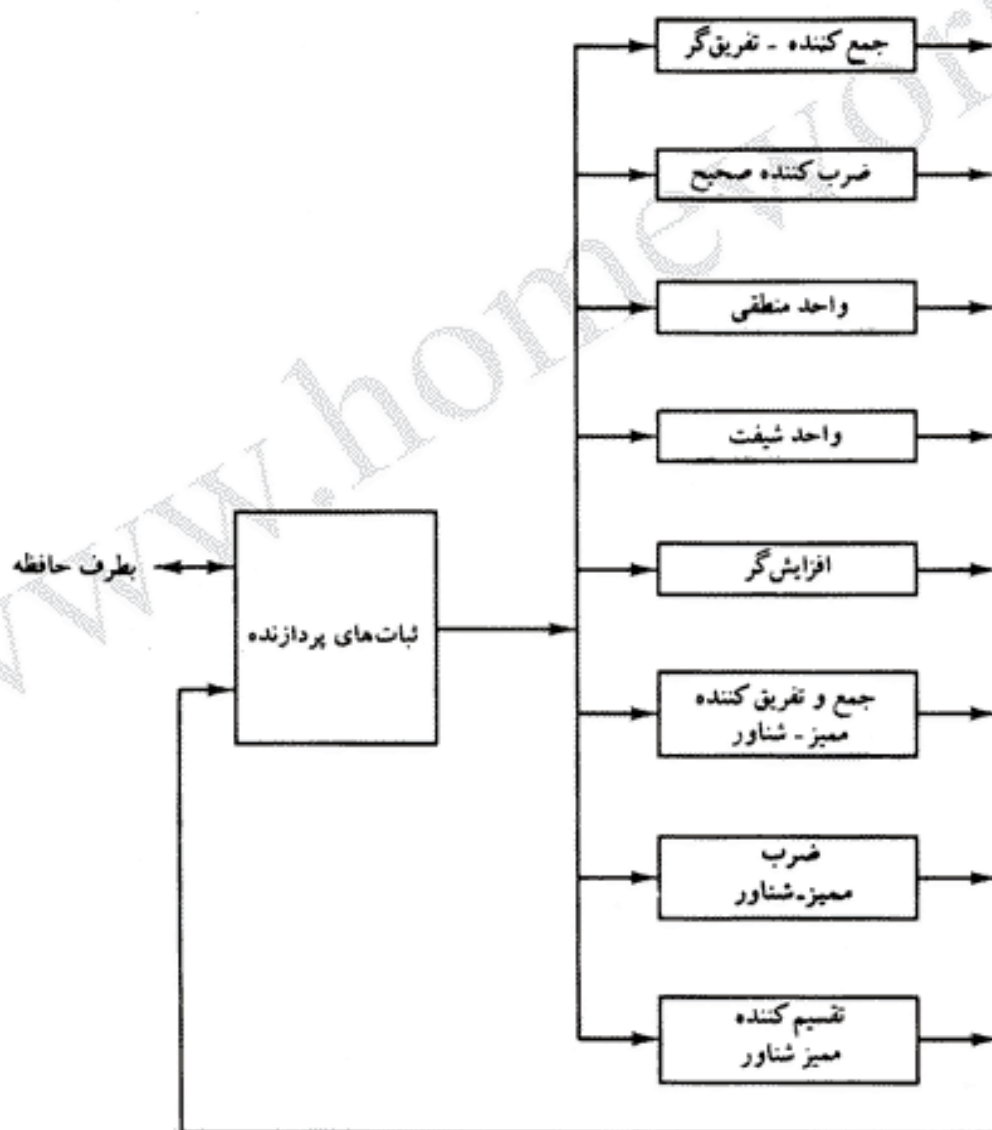 جمع کننده - تفریق‌گر
ضرب کننده صحیح
واحد منطقی
واحد شیفت
افزایش‌گر
بطرف حافظه
ثبات‌های پردازنده
جمع و تفریق کننده
ممیز - شناور
ضرب
ممیز-شناور
تقسیم کننده
ممیز شناور
www.homewor